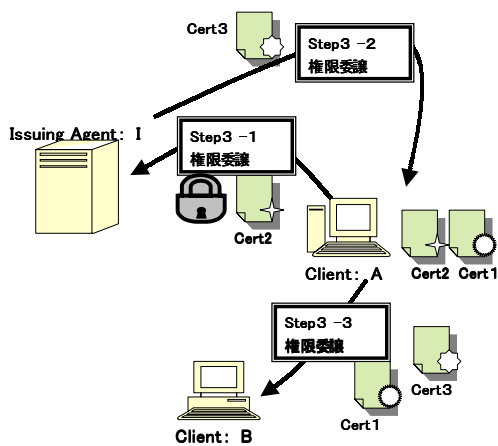 Cert3
Step3 -2
権限委譲
Issuing Agent: I
Step3 -1
権限委譲
Cert2
Client: A
Cert2
Cert1
Step3 -3
権限委譲
Cert3
Cert1
Client: B